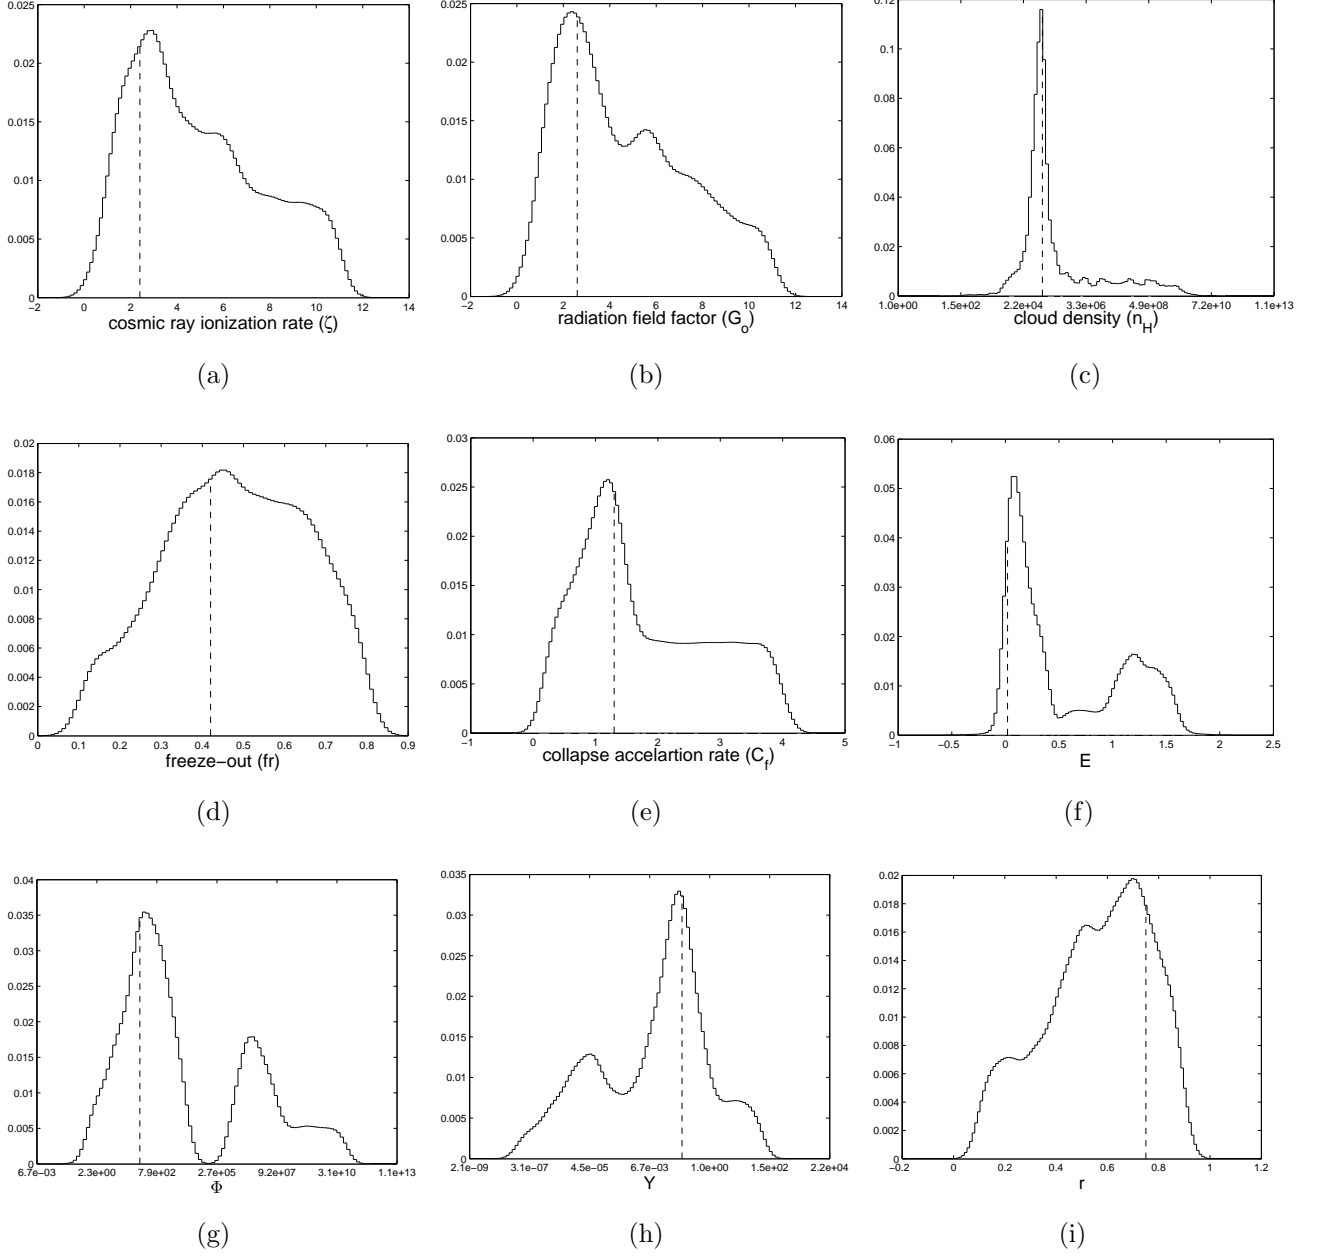 0.025
0.02
0.015
0.01
0.005
0
−2 0 2 4 6 8 10 12 14
cosmic ray ionization rate (ζ)
(a)
0.025
0.02
0.015
0.01
0.005
0
−2 0 2 4 6 8 10 12 14
radiation field factor (G_o)
(b)
0.12
0.1
0.08
0.06
0.04
0.02
0
1.0e+00 1.5e+02 2.2e+04 3.3e+06 4.9e+08 7.2e+10 1.1e+13
cloud density (n_H)
(c)
0.02
0.018
0.016
0.014
0.012
0.01
0.008
0.006
0.004
0.002
0
0 0.1 0.2 0.3 0.4 0.5 0.6 0.7 0.8 0.9
freeze−out (fr)
(d)
0.03
0.025
0.02
0.015
0.01
0.005
0
−1 0 1 2 3 4 5
collapse accelartion rate (C_f)
(e)
0.06
0.05
0.04
0.03
0.02
0.01
0
−1 −0.5 0 0.5 1 1.5 2 2.5
E
(f)
0.04
0.035
0.03
0.025
0.02
0.015
0.01
0.005
0
6.7e−03 2.3e+00 7.9e+02 2.7e+05 9.2e+07 3.1e+10 1.1e+13
Φ
(g)
0.035
0.03
0.025
0.02
0.015
0.01
0.005
0
2.1e−09 3.1e−07 4.5e−05 6.7e−03 1.0e+00 1.5e+02 2.2e+04
Y
(h)
0.02
0.018
0.016
0.014
0.012
0.01
0.008
0.006
0.004
0.002
0
−0.2 0 0.2 0.4 0.6 0.8 1 1.2
r
(i)